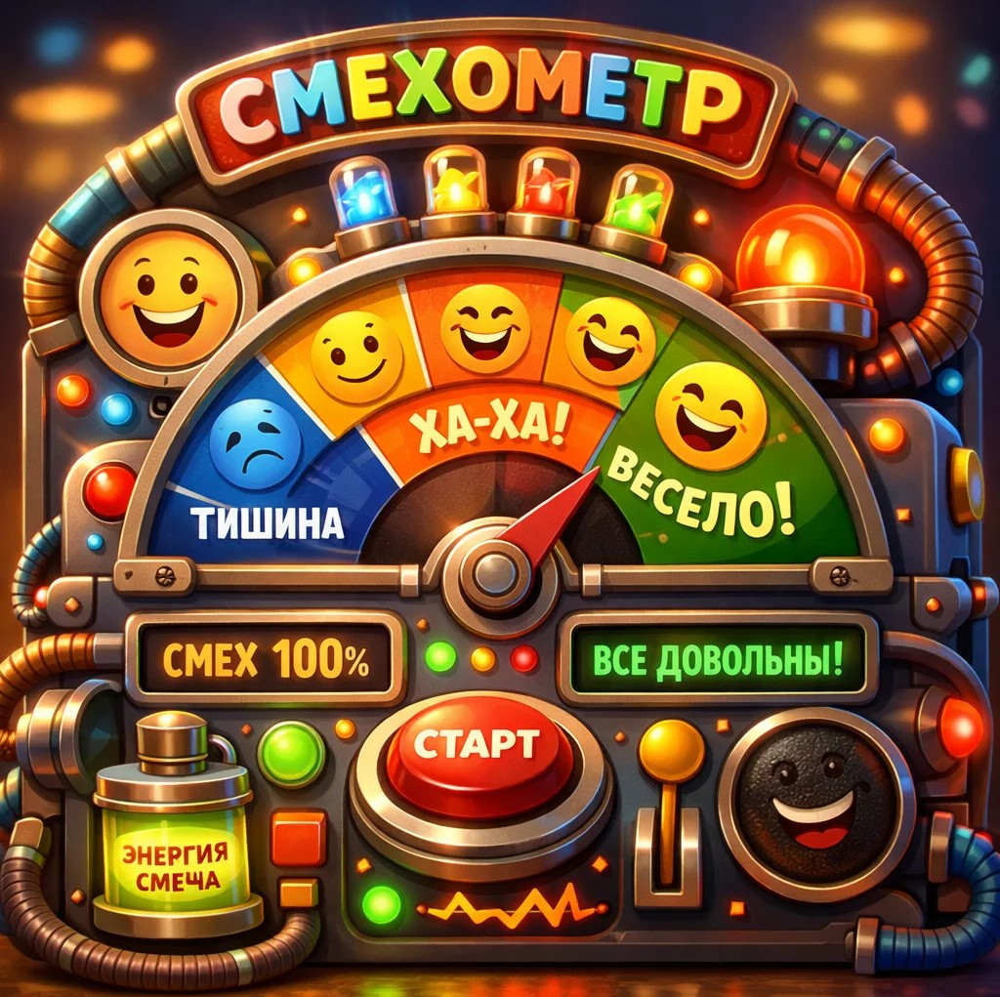 СМЕХОМЕТР
ХА-ХА!
ТИШИНА
ВЕСЕЛО!
СМЕХ 100%
ВСЕ ДОВОЛЬНЫ!
СТАРТ
ЭНЕРГИЯ
СМЕЧА